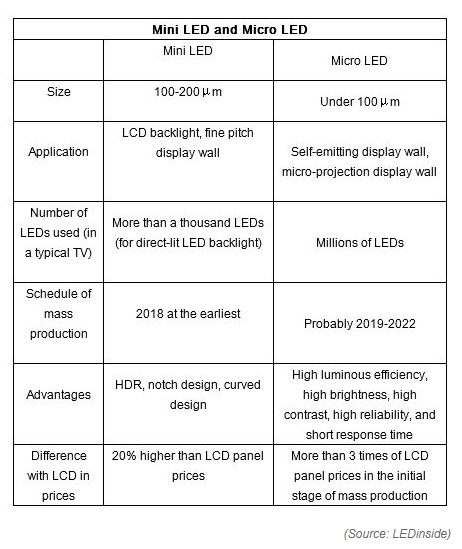 Mini LED and Micro LED
Mini LED
Micro LED
Size
100-200μm
Under 100μm
Application
LCD backlight, fine pitch
display wall
Self-emitting display wall,
micro-projection display wall
Number of
LEDs used (in
a typical TV)
More than a thousand LEDs
(for direct-lit LED backlight)
Millions of LEDs
Schedule of
mass
production
2018 at the earliest
Probably 2019-2022
Advantages
HDR, notch design, curved
design
High luminous efficiency,
high brightness, high
contrast, high reliability, and
short response time
Difference
with LCD in
prices
20% higher than LCD panel
prices
More than 3 times of LCD
panel prices in the initial
stage of mass production
(Source: LEDinside)